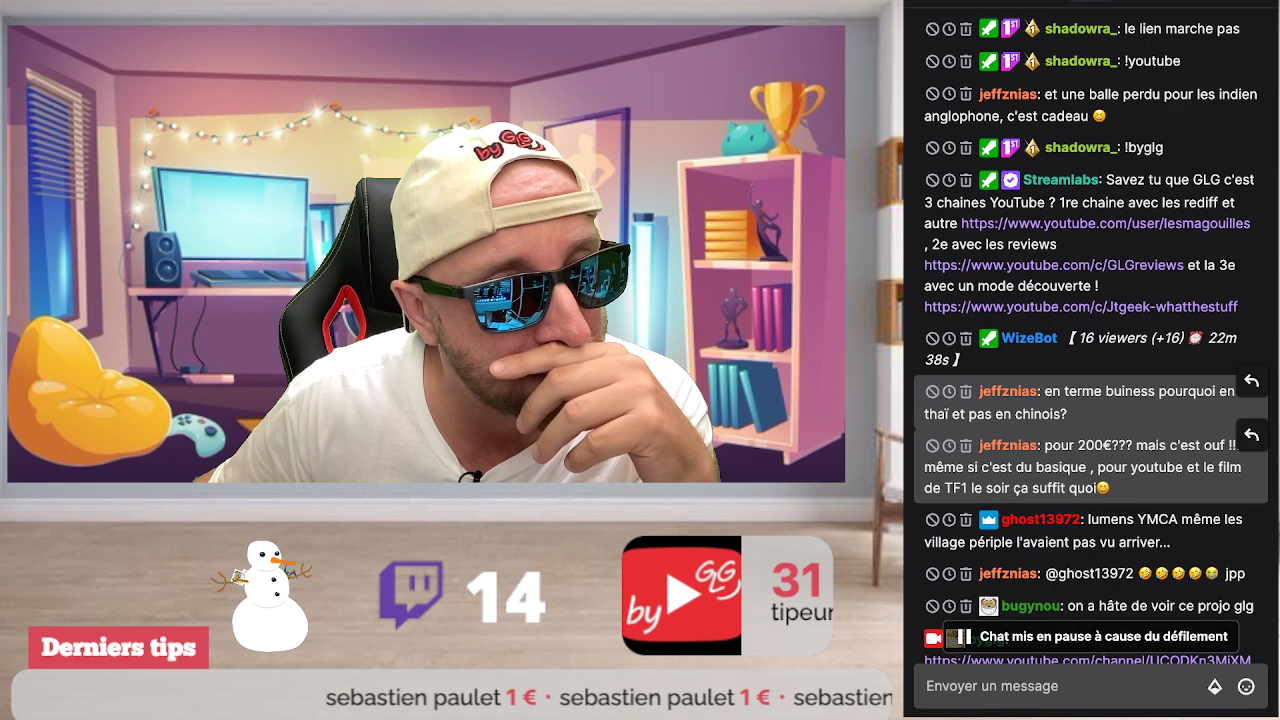 by GLG
14
by GLG
31
tipeur
Derniers tips
sebastien paulet 1 € · sebastien paulet 1 € · sebastien
shadowra_: le lien marche pas
shadowra_: !youtube
jeffznias: et une balle perdu pour les indien
anglophone, c'est cadeau 😄
shadowra_: !byglg
Streamlabs: Savez tu que GLG c'est
3 chaines YouTube ? 1re chaine avec les rediff et
autre https://www.youtube.com/user/lesmagouilles
, 2e avec les reviews
https://www.youtube.com/c/GLGreviews et la 3e
avec un mode découverte !
https://www.youtube.com/c/Jtgeek-whatthestuff
WizeBot 【 16 viewers (+16) ⏰ 22m
38s 】
jeffznias: en terme buiness pourquoi en
thaï et pas en chinois?
jeffznias: pour 200€??? mais c'est ouf !!
même si c'est du basique , pour youtube et le film
de TF1 le soir ça suffit quoi😄
ghost13972: lumens YMCA même les
village périple l'avaient pas vu arriver...
jeffznias: @ghost13972 🤣🤣🤣🤣😭 jpp
bugynou: on a hâte de voir ce projo glg
Chat mis en pause à cause du défilement
https://www.youtube.com/channel/UCODKn3MiXM
Envoyer un message